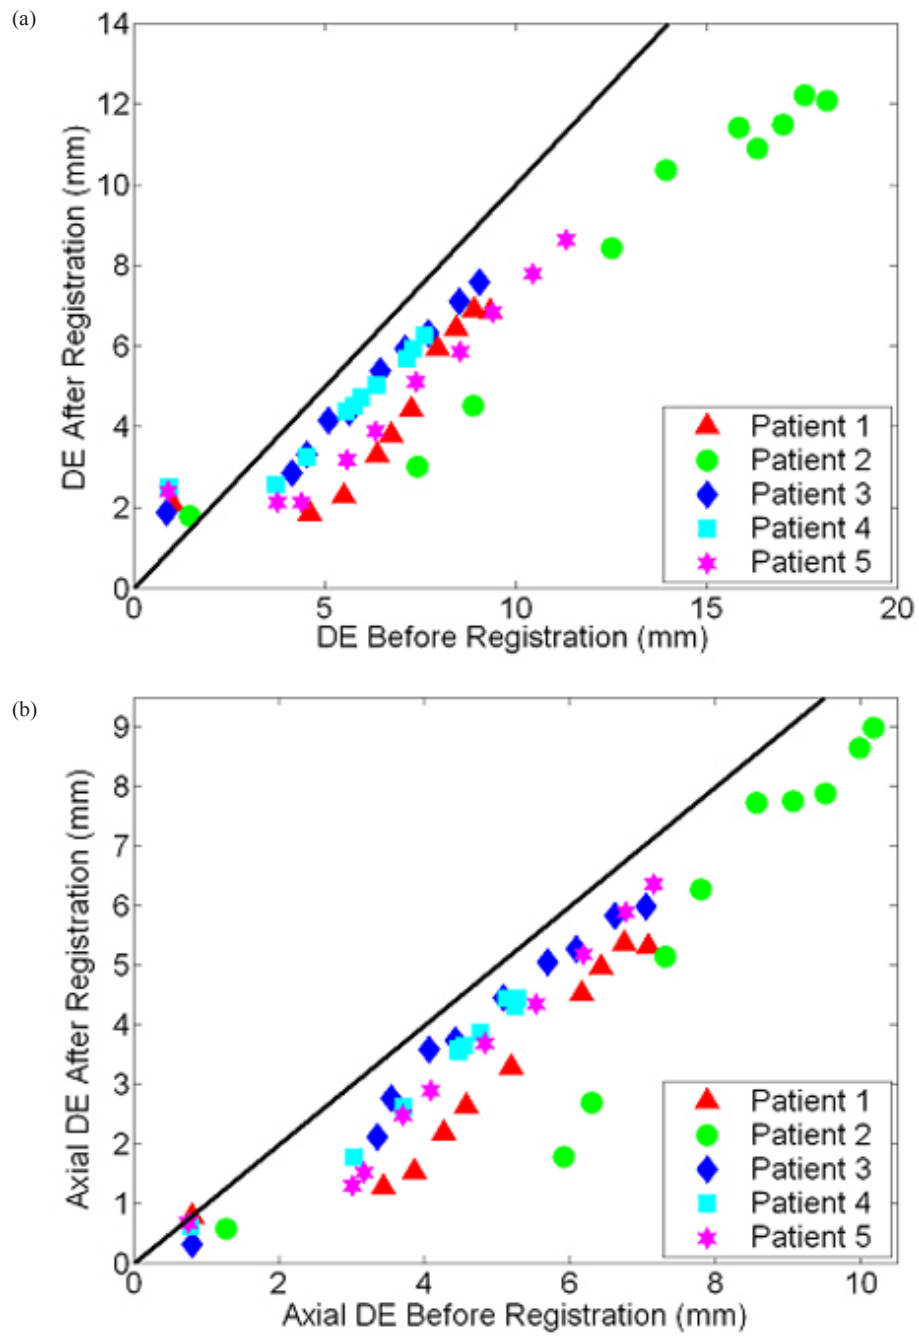 (a)
14
12
10
8
6
4
2
0
DE After Registration (mm)
Patient 1
Patient 2
Patient 3
Patient 4
Patient 5
0 5 10 15 20
DE Before Registration (mm)
(b)
9
8
7
6
5
4
3
2
1
0
Axial DE After Registration (mm)
Patient 1
Patient 2
Patient 3
Patient 4
Patient 5
0 2 4 6 8 10
Axial DE Before Registration (mm)